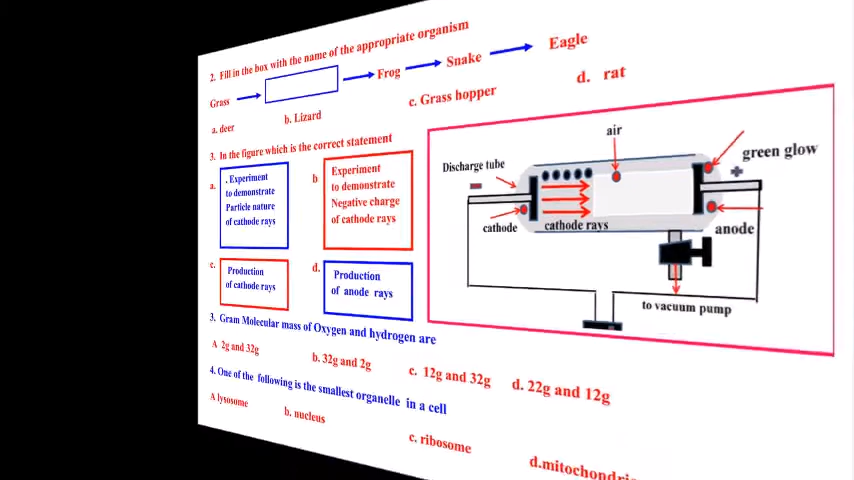 2. Fill in the box with the name of the appropriate organism
Grass
Frog
Snake
Eagle
a. deer
b. Lizard
c. Grass hopper
d. rat
3. In the figure which is the correct statement
a.
. Experiment
to demonstrate
Particle nature
of cathode rays
b
Experiment
to demonstrate
Negative charge
of cathode rays
c.
Production
of cathode rays
d.
Production
of anode rays
air
Discharge tube
green glow
cathode
cathode rays
anode
to vacuum pump
3. Gram Molecular mass of Oxygen and hydrogen are
A 2g and 32g
b. 32g and 2g
c. 12g and 32g
d. 22g and 12g
4. One of the following is the smallest organelle in a cell
A lysosome
b. nucleus
c. ribosome